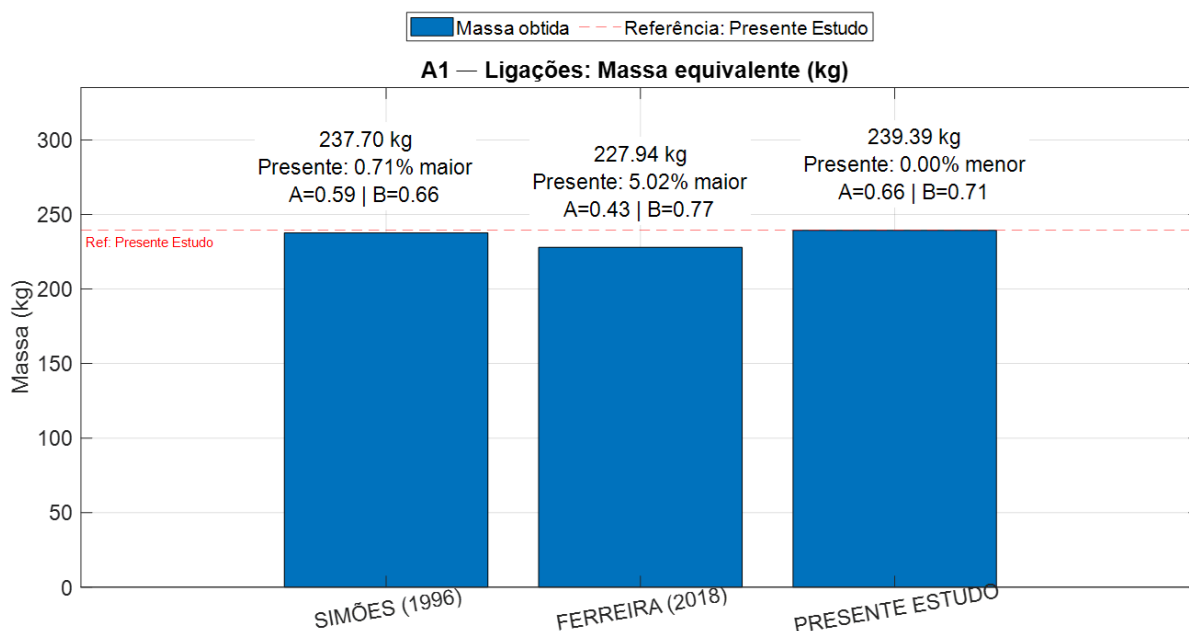 Massa obtida
Referência: Presente Estudo
A1 — Ligações: Massa equivalente (kg)
Massa (kg)
300
250
200
150
100
50
0
237.70 kg
Presente: 0.71% maior
A=0.59 | B=0.66
227.94 kg
Presente: 5.02% maior
A=0.43 | B=0.77
239.39 kg
Presente: 0.00% menor
A=0.66 | B=0.71
Ref: Presente Estudo
SIMÕES (1996)
FERREIRA (2018)
PRESENTE ESTUDO